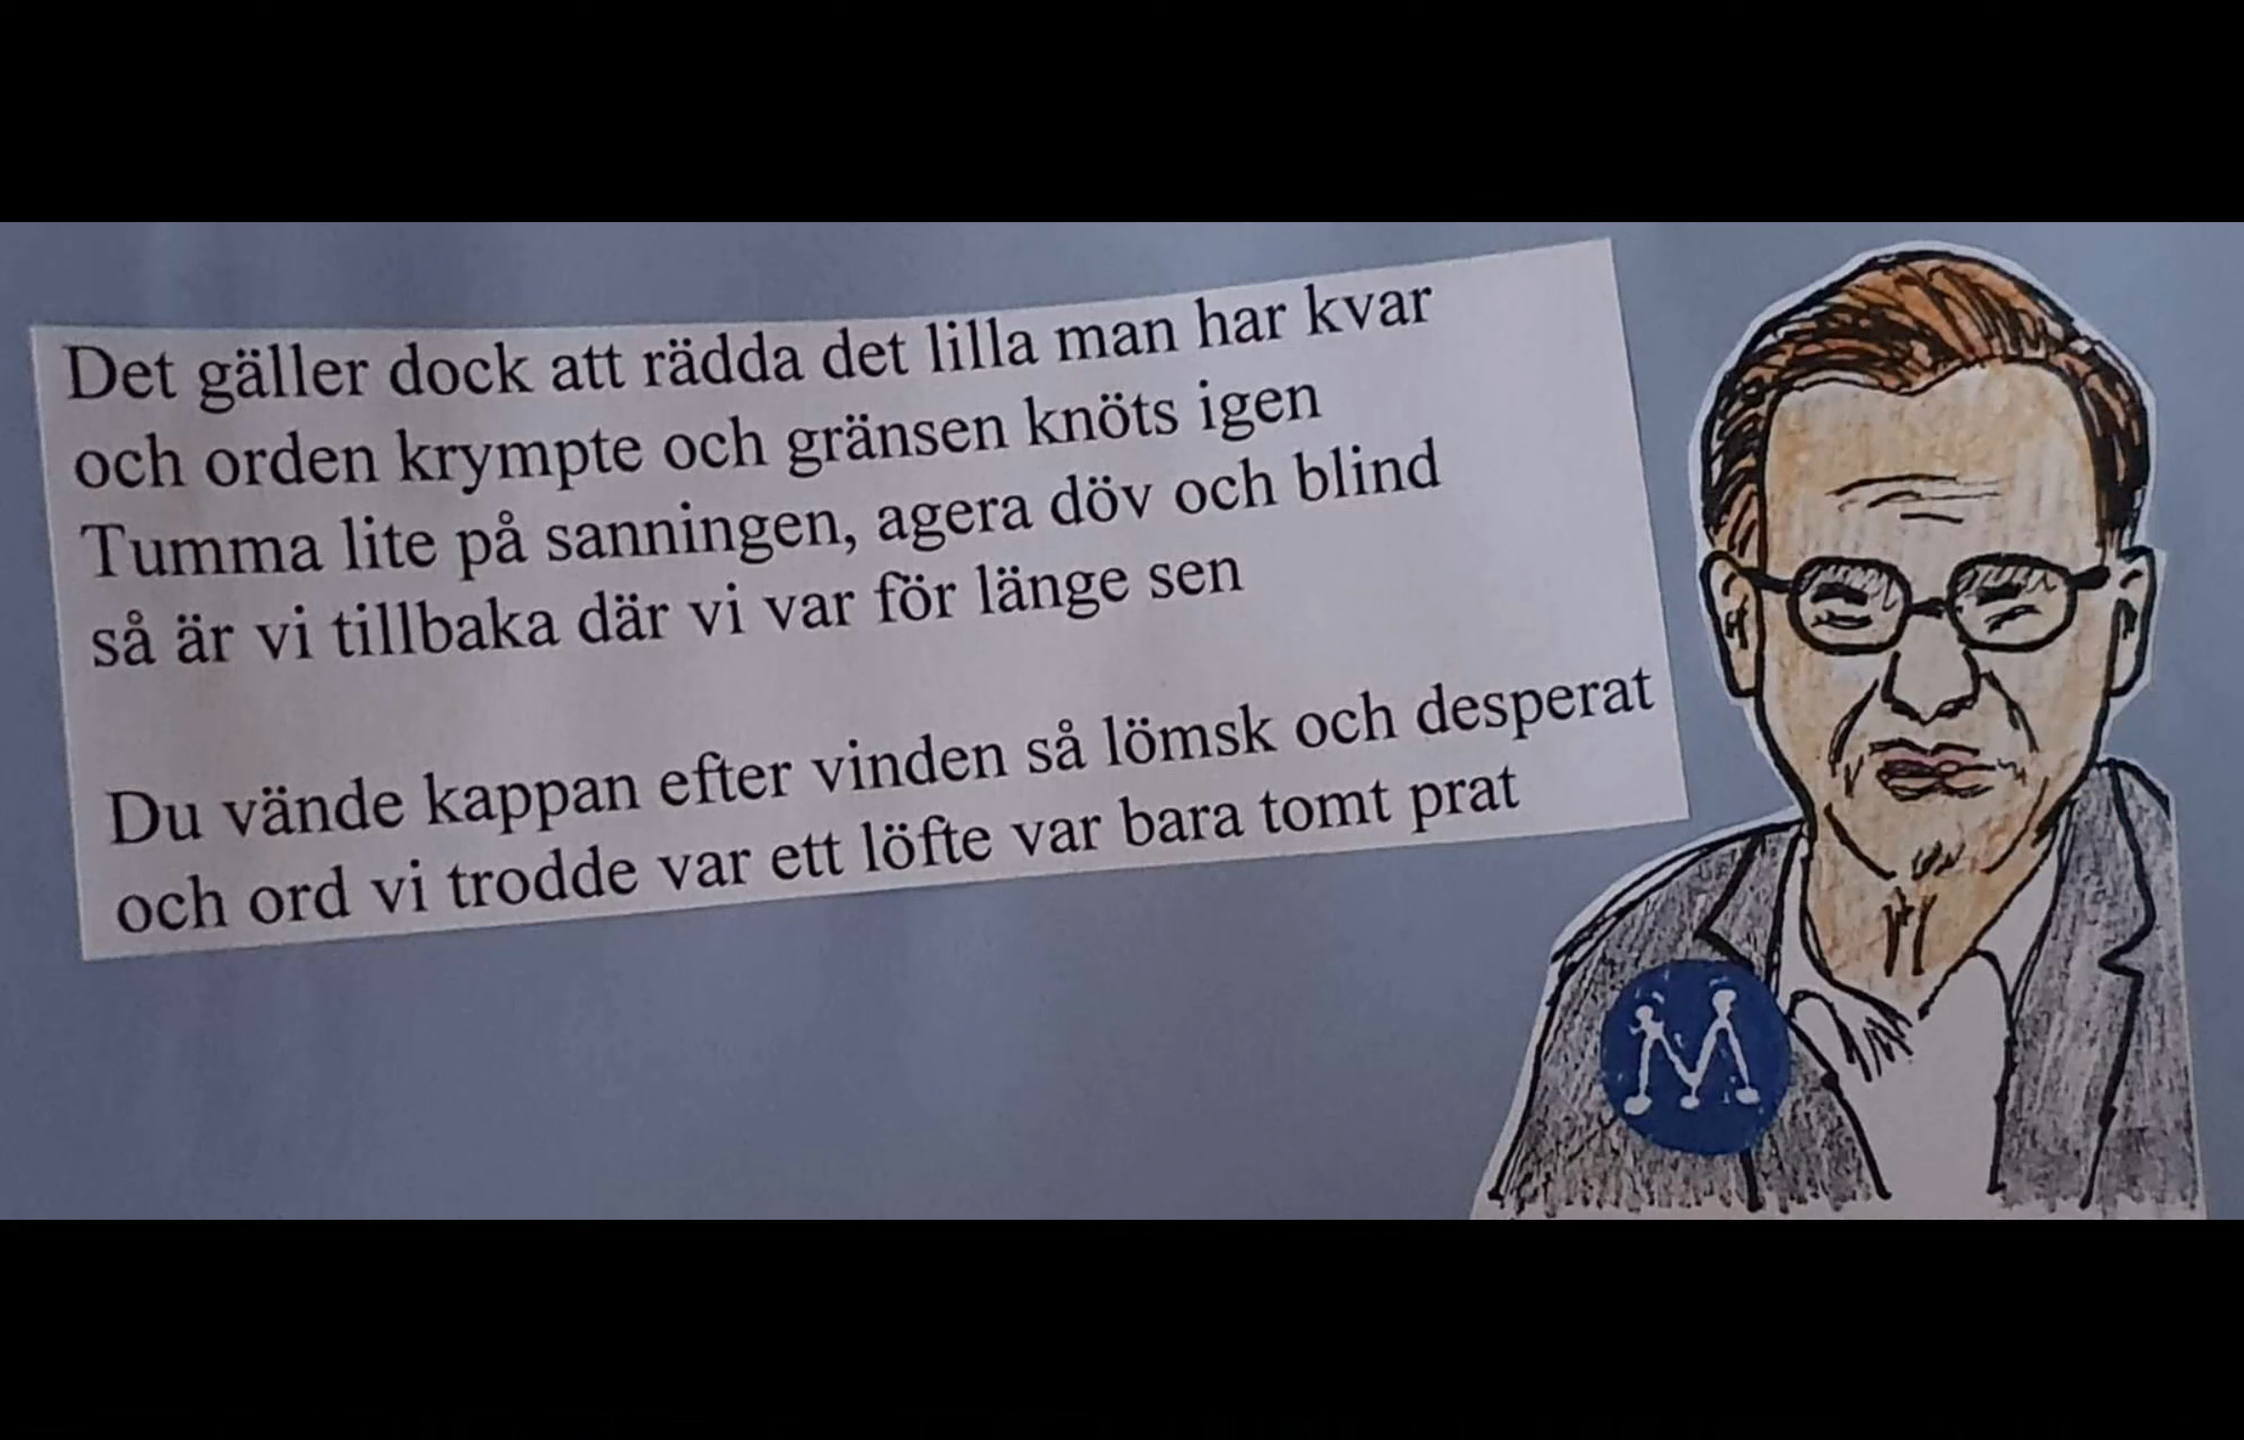 Det gäller dock att rädda det lilla man har kvar
och orden krympte och gränsen knöts igen
Tumma lite på sanningen, agera döv och blind
så är vi tillbaka där vi var för länge sen
Du vände kappan efter vinden så lömsk och desperat
och ord vi trodde var ett löfte var bara tomt prat
M